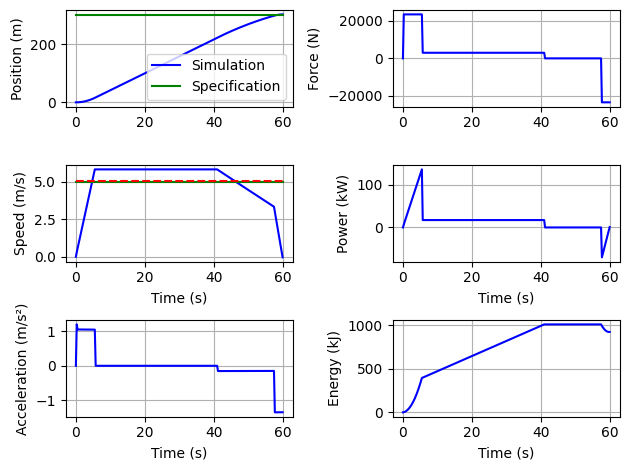 Position (m)
200
0
0 20 40 60
Simulation
Specification
Force (N)
20000
0
−20000
0 20 40 60
Speed (m/s)
5.0
2.5
0.0
0 20 40 60
Time (s)
Power (kW)
100
0
0 20 40 60
Time (s)
Acceleration (m/s²)
1
0
−1
0 20 40 60
Time (s)
Energy (kJ)
1000
500
0
0 20 40 60
Time (s)